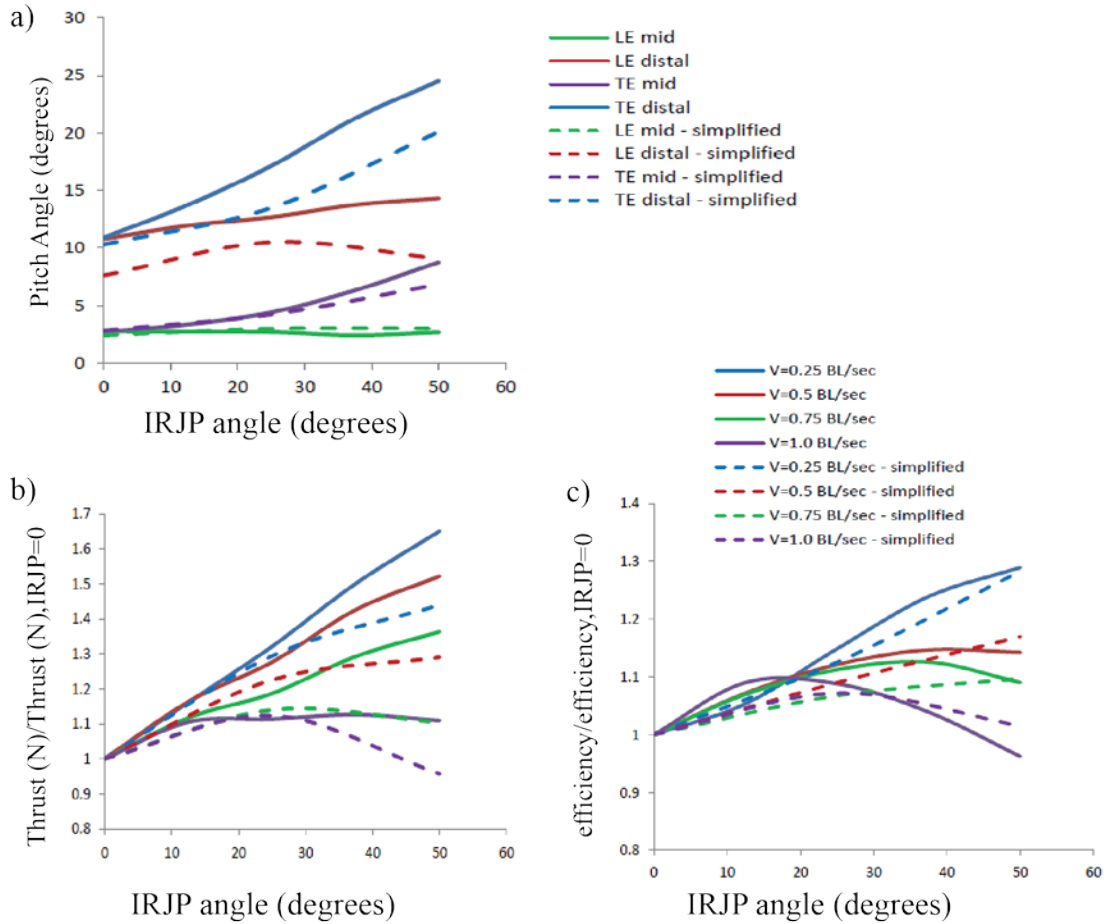 a)
30
25
20
15
10
5
0
Pitch Angle (degrees)
0 10 20 30 40 50 60
IRJP angle (degrees)
LE mid
LE distal
TE mid
TE distal
LE mid - simplified
LE distal - simplified
TE mid - simplified
TE distal - simplified
V=0.25 BL/sec
V=0.5 BL/sec
V=0.75 BL/sec
V=1.0 BL/sec
V=0.25 BL/sec - simplified
V=0.5 BL/sec - simplified
V=0.75 BL/sec - simplified
V=1.0 BL/sec - simplified
b)
1.7
1.6
1.5
1.4
1.3
1.2
1.1
1
0.9
0.8
Thrust (N)/Thrust (N),IRJP=0
0 10 20 30 40 50 60
IRJP angle (degrees)
c)
1.4
1.3
1.2
1.1
1
0.9
0.8
efficiency/efficiency,IRJP=0
0 10 20 30 40 50 60
IRJP angle (degrees)